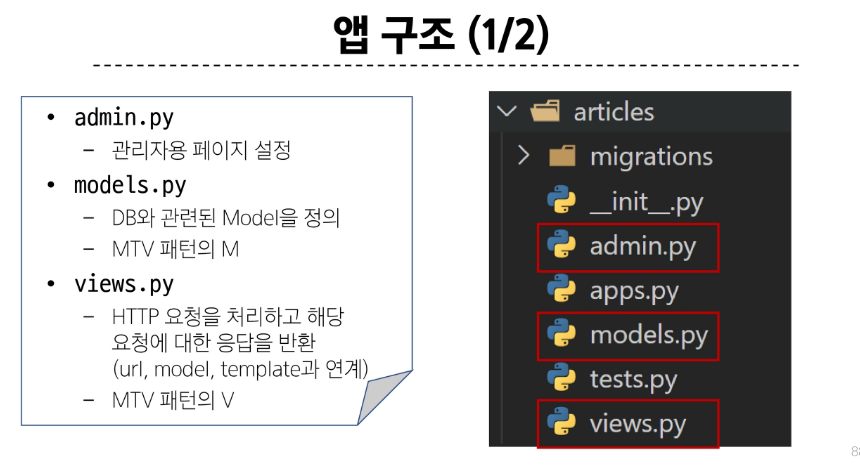 앱 구조 (1/2)
• admin.py
– 관리자용 페이지 설정
• models.py
– DB와 관련된 Model을 정의
– MTV 패턴의 M
• views.py
– HTTP 요청을 처리하고 해당
요청에 대한 응답을 반환
(url, model, template과 연계)
– MTV 패턴의 V
articles
migrations
__init__.py
admin.py
apps.py
models.py
tests.py
views.py